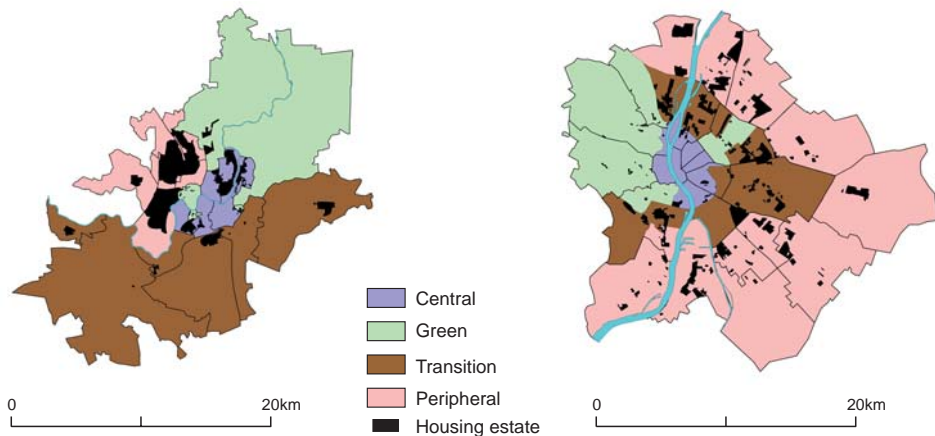 Central
Green
Transition
Peripheral
Housing estate
0 20km
0 20km